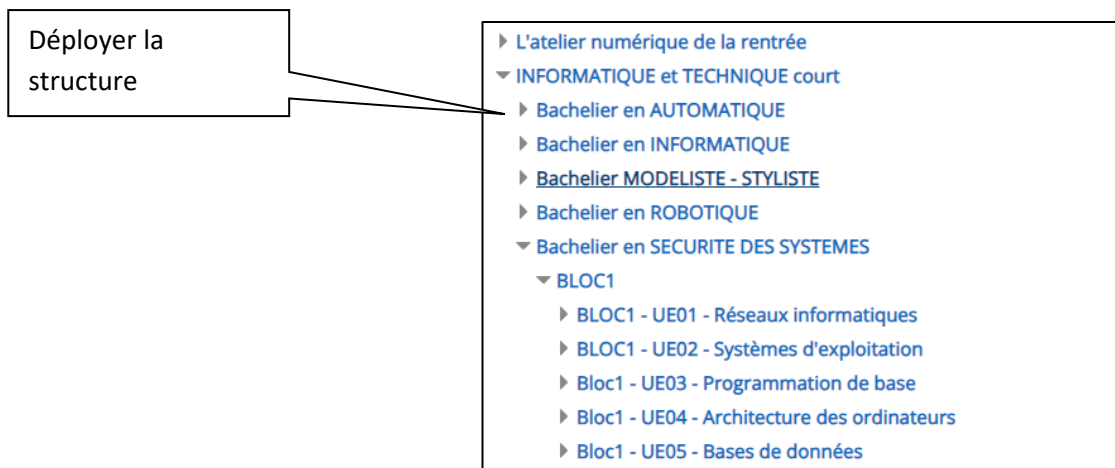 Déployer la
structure
L'atelier numérique de la rentrée
INFORMATIQUE et TECHNIQUE court
Bachelier en AUTOMATIQUE
Bachelier en INFORMATIQUE
Bachelier MODELISTE - STYLISTE
Bachelier en ROBOTIQUE
Bachelier en SECURITE DES SYSTEMES
BLOC1
BLOC1 - UE01 - Réseaux informatiques
BLOC1 - UE02 - Systèmes d'exploitation
Bloc1 - UE03 - Programmation de base
Bloc1 - UE04 - Architecture des ordinateurs
Bloc1 - UE05 - Bases de données